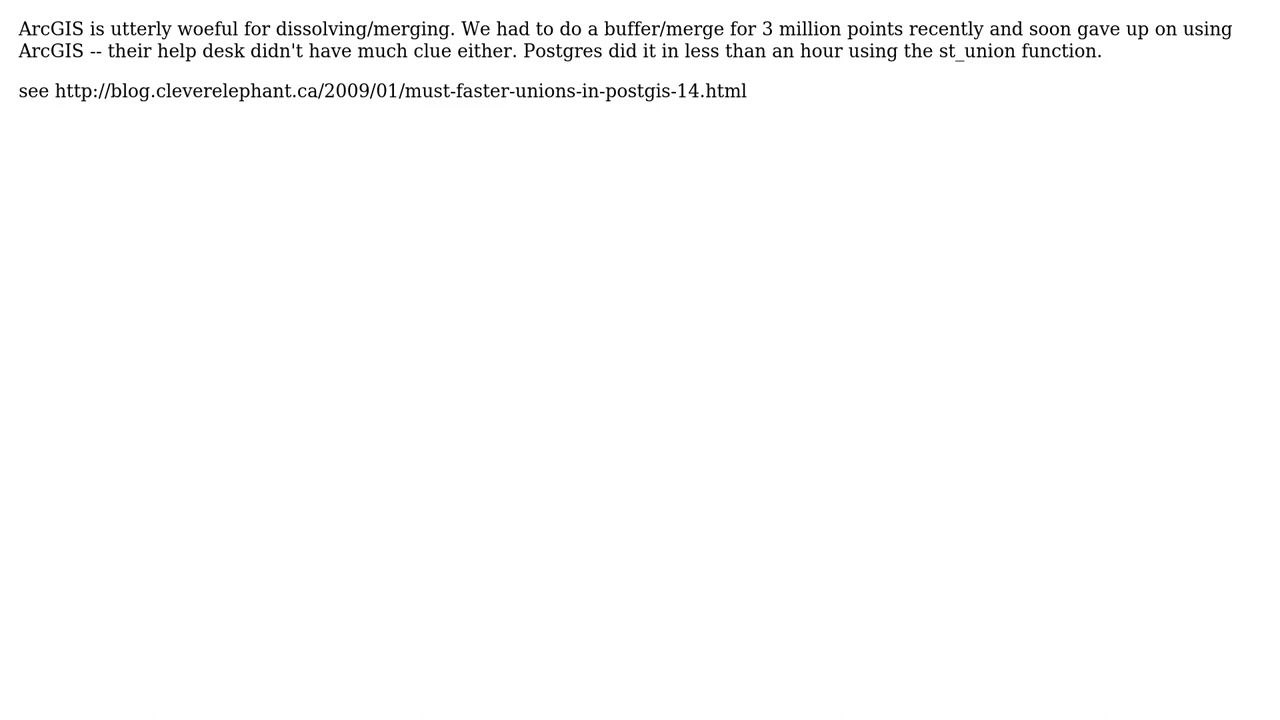 ArcGIS is utterly woeful for dissolving/merging. We had to do a buffer/merge for 3 million points recently and soon gave up on using
ArcGIS -- their help desk didn't have much clue either. Postgres did it in less than an hour using the st_union function.
see http://blog.cleverelephant.ca/2009/01/must-faster-unions-in-postgis-14.html